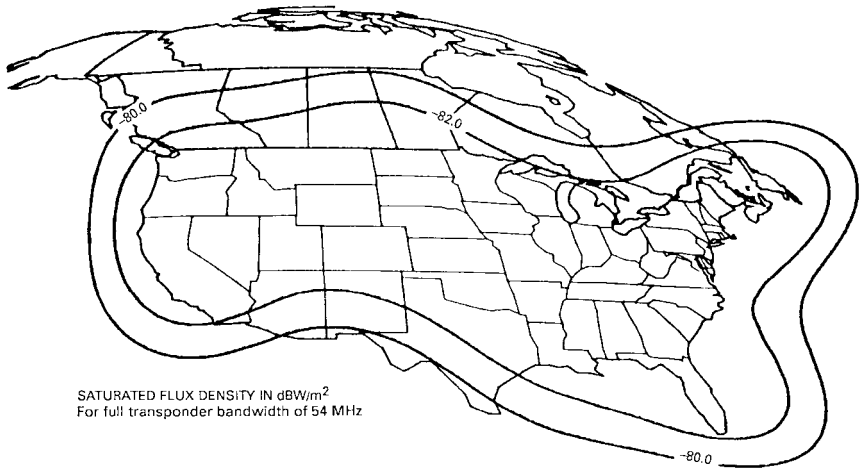 -80.0
-82.0
SATURATED FLUX DENSITY IN dBW/m²
For full transponder bandwidth of 54 MHz
-80.0